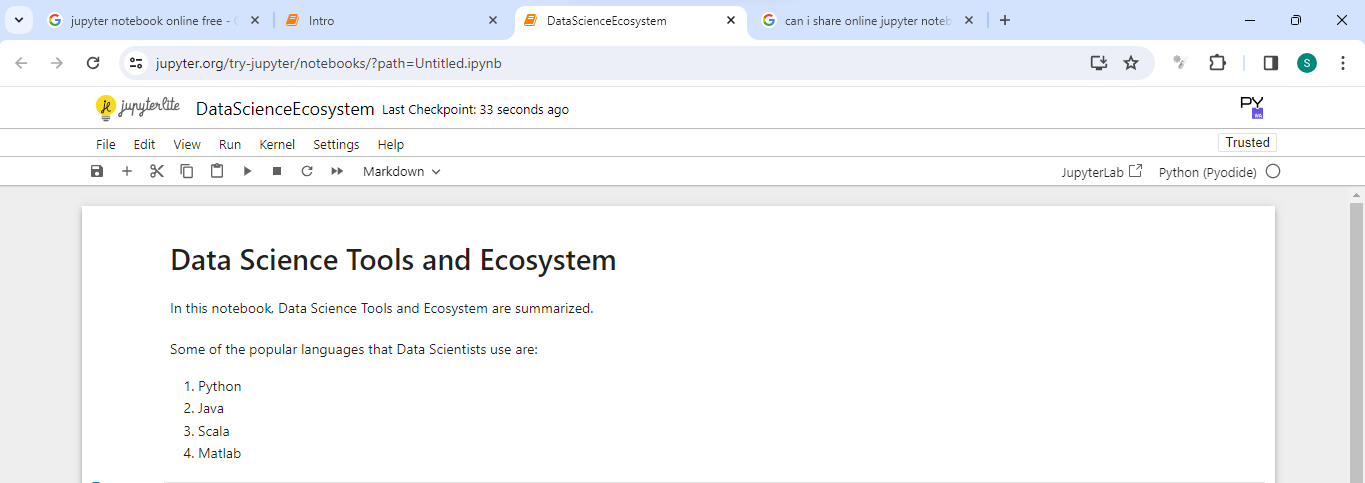 jupyter notebook online free - G
Intro
DataScienceEcosystem
can i share online jupyter noteb
jupyter.org/try-jupyter/notebooks/?path=Untitled.ipynb
S
jupyterlite DataScienceEcosystem Last Checkpoint: 33 seconds ago
PY
WA
File Edit View Run Kernel Settings Help
Trusted
Markdown
JupyterLab Python (Pyodide)
Data Science Tools and Ecosystem
In this notebook, Data Science Tools and Ecosystem are summarized.
Some of the popular languages that Data Scientists use are:
1. Python
2. Java
3. Scala
4. Matlab